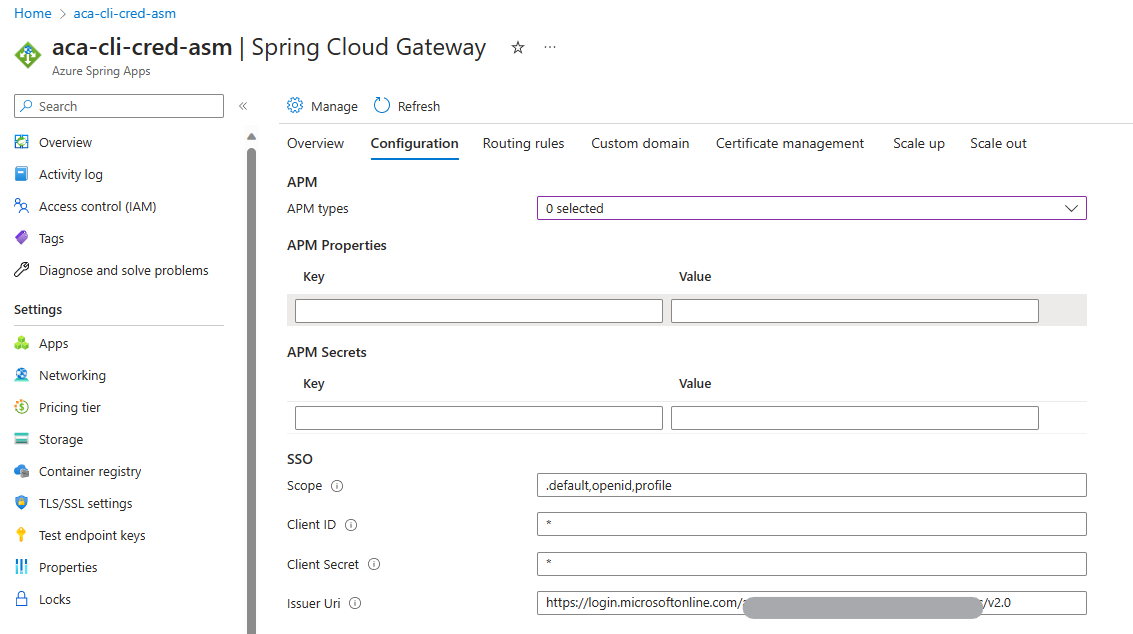 Home > aca-cli-cred-asm
aca-cli-cred-asm | Spring Cloud Gateway
Azure Spring Apps
Search
«
Manage
Refresh
Overview
Activity log
Access control (IAM)
Tags
Diagnose and solve problems
Settings
Apps
Networking
Pricing tier
Storage
Container registry
TLS/SSL settings
Test endpoint keys
Properties
Locks
Overview Configuration Routing rules Custom domain Certificate management Scale up Scale out
APM
APM types 0 selected
APM Properties
Key Value
APM Secrets
Key Value
SSO
Scope .default,openid,profile
Client ID *
Client Secret *
Issuer Uri https://login.microsoftonline.com/ /v2.0